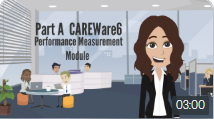 Part A CAREWare6
Performance Measurement
Module
03:00